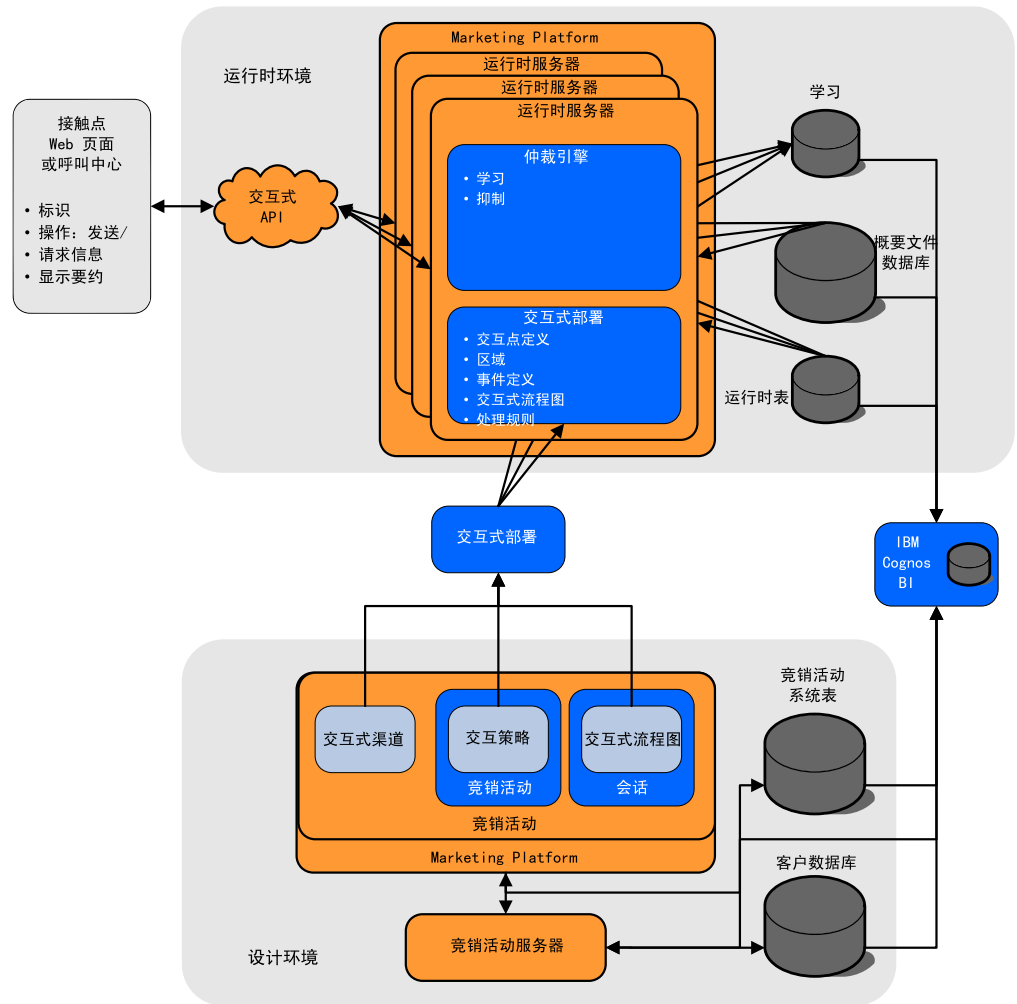 Marketing Platform
运行时服务器
运行时服务器
运行时服务器
运行时环境
学习
接触点
Web 页面
或呼叫中心
• 标识
• 操作: 发送/
• 请求信息
• 显示要约
交互式
API
仲裁引擎
• 学习
• 抑制
概要文件
数据库
交互式部署
• 交互点定义
• 区域
• 事件定义
• 交互式流程图
• 处理规则
运行时表
交互式部署
IBM
Cognos
BI
竞销活动
系统表
交互式渠道
交互策略
交互式流程图
竞销活动
会话
竞销活动
Marketing Platform
客户数据库
竞销活动服务器
设计环境